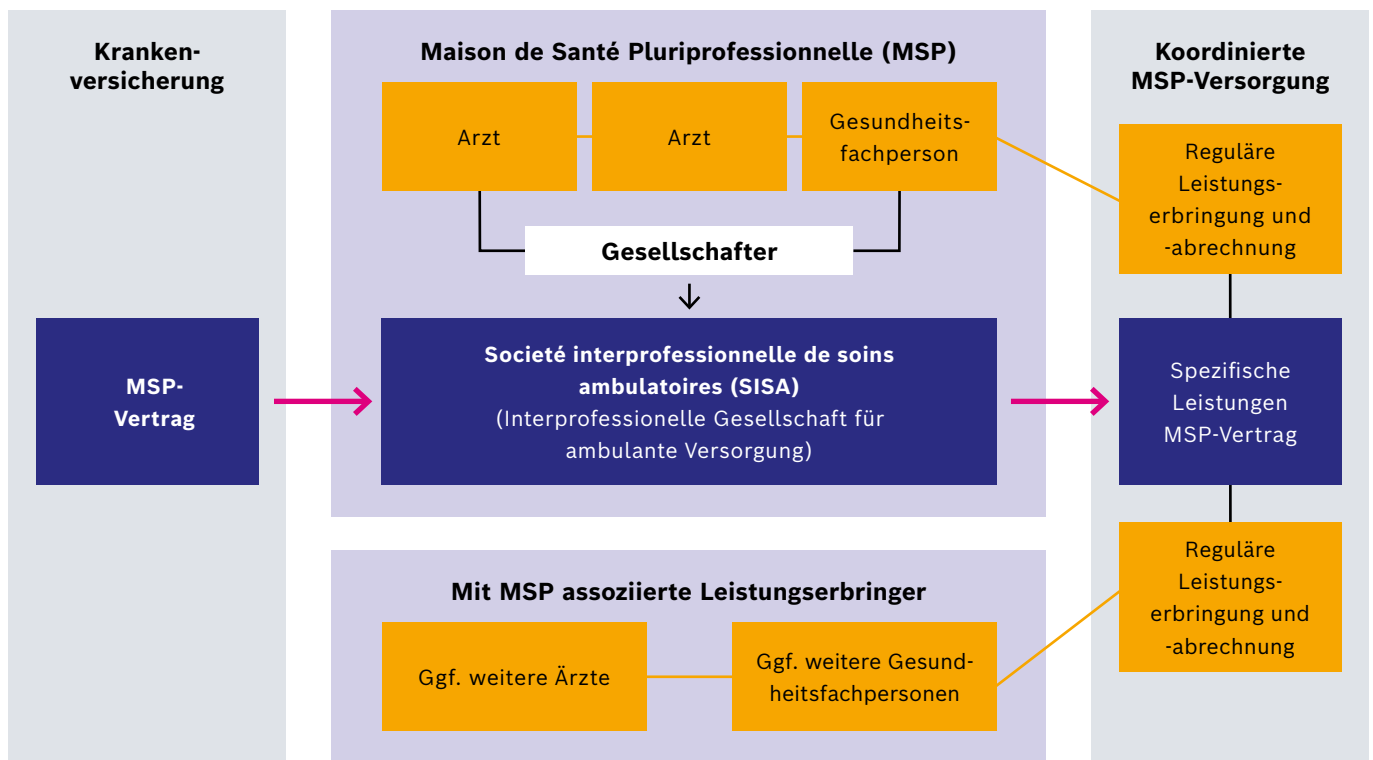 Kranken-
versicherung
MSP-
Vertrag
Maison de Santé Pluriprofessionnelle (MSP)
Arzt
Arzt
Gesundheits-
fachperson
Gesellschafter
Societé interprofessionnelle de soins
ambulatoires (SISA)
(Interprofessionelle Gesellschaft für
ambulante Versorgung)
Mit MSP assoziierte Leistungserbringer
Ggf. weitere Ärzte
Ggf. weitere Gesund-
heitsfachpersonen
Koordinierte
MSP-Versorgung
Reguläre
Leistungs-
erbringung und
-abrechnung
Spezifische
Leistungen
MSP-Vertrag
Reguläre
Leistungs-
erbringung und
-abrechnung